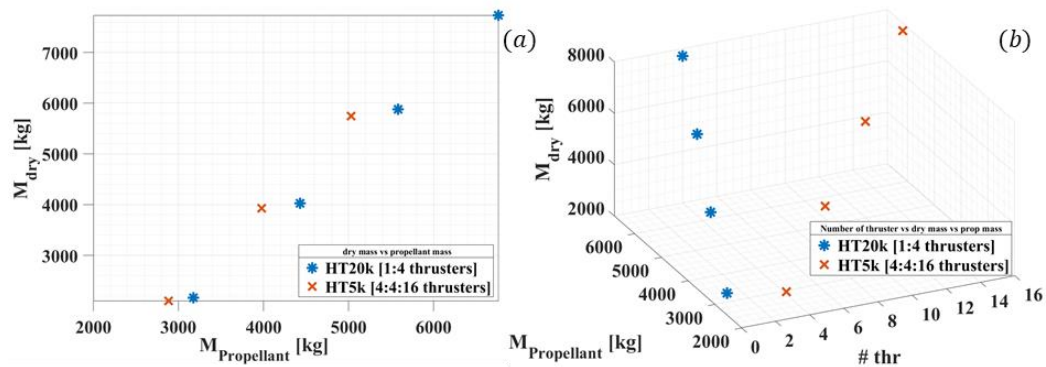 (a)
7000
6000
5000
4000
3000
M_dry [kg]
dry mass vs propellant mass
HT20k [1:4 thrusters]
HT5k [4:4:16 thrusters]
2000 3000 4000 5000 6000
M_Propellant [kg]
(b)
8000
6000
4000
2000
M_dry [kg]
Number of thruster vs dry mass vs prop mass
HT20k [1:4 thrusters]
HT5k [4:4:16 thrusters]
6000
5000
4000
3000
2000
M_Propellant [kg]
0 2 4 6 8 10 12 14 16
# thr